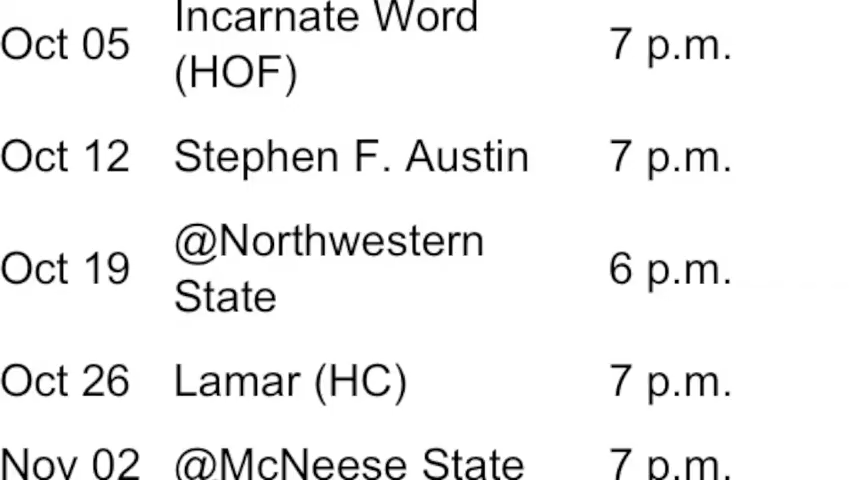 Oct 05 Incarnate Word (HOF) 7 p.m.
Oct 12 Stephen F. Austin 7 p.m.
Oct 19 @Northwestern State 6 p.m.
Oct 26 Lamar (HC) 7 p.m.
Nov 02 @McNeese State 7 p.m.